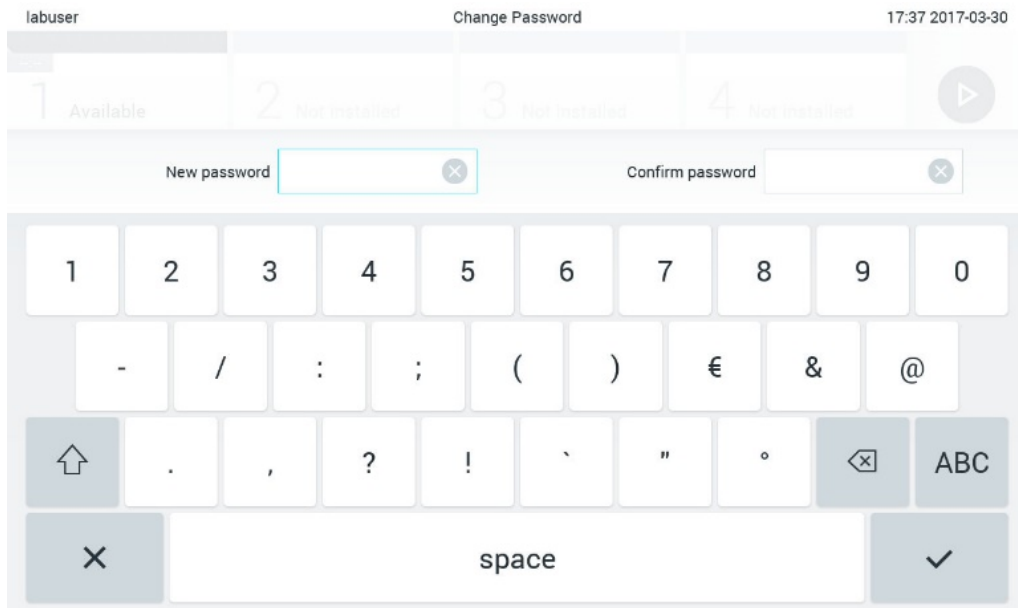 labuser Change Password 17:37 2017-03-30
1 Available 2 Not installed 3 Not installed 4 Not installed
New password Confirm password
1 2 3 4 5 6 7 8 9 0
- / : ; ( ) € & @
. , ? ! ` " ° ABC
space